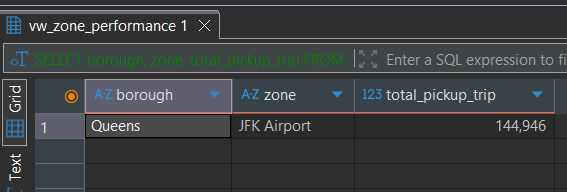 vw_zone_performance 1
SELECT borough, zone, total_pickup_trip FROM Enter a SQL expression to fi
Grid
Text
A-Z borough A-Z zone 123 total_pickup_trip
1 Queens JFK Airport 144,946